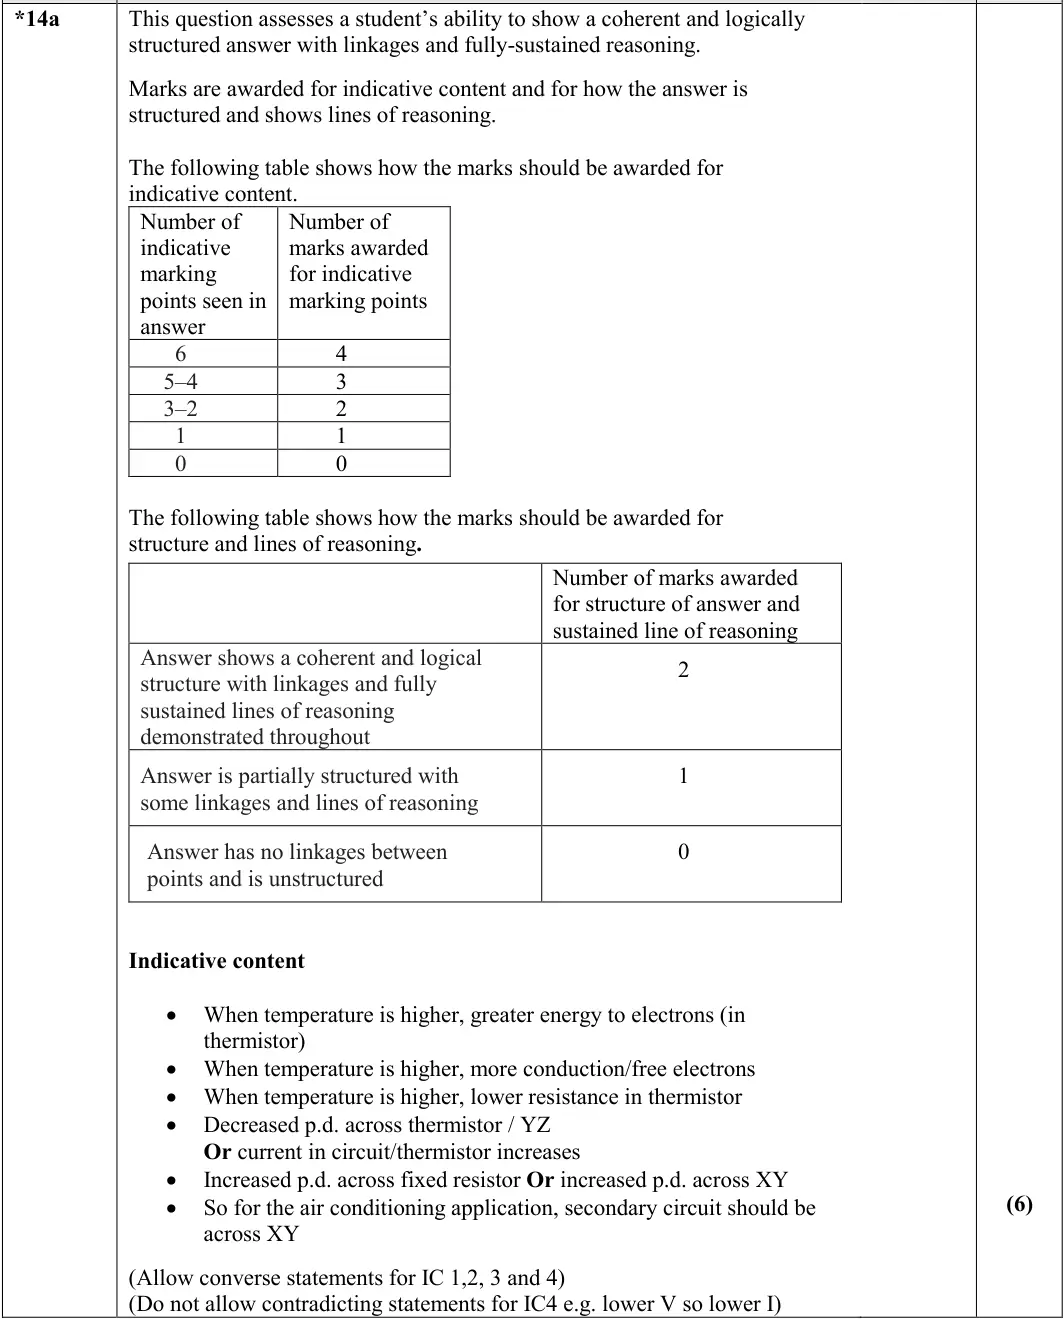 *14a
This question assesses a student’s ability to show a coherent and logically
structured answer with linkages and fully-sustained reasoning.
Marks are awarded for indicative content and for how the answer is
structured and shows lines of reasoning.
The following table shows how the marks should be awarded for
indicative content.
Number of
indicative
marking
points seen in
answer
Number of
marks awarded
for indicative
marking points
6 4
5–4 3
3–2 2
1 1
0 0
The following table shows how the marks should be awarded for
structure and lines of reasoning.
Number of marks awarded
for structure of answer and
sustained line of reasoning
Answer shows a coherent and logical
structure with linkages and fully
sustained lines of reasoning
demonstrated throughout
2
Answer is partially structured with
some linkages and lines of reasoning
1
Answer has no linkages between
points and is unstructured
0
Indicative content
• When temperature is higher, greater energy to electrons (in
thermistor)
• When temperature is higher, more conduction/free electrons
• When temperature is higher, lower resistance in thermistor
• Decreased p.d. across thermistor / YZ
Or current in circuit/thermistor increases
• Increased p.d. across fixed resistor Or increased p.d. across XY
• So for the air conditioning application, secondary circuit should be
across XY
(6)
(Allow converse statements for IC 1,2, 3 and 4)
(Do not allow contradicting statements for IC4 e.g. lower V so lower I)